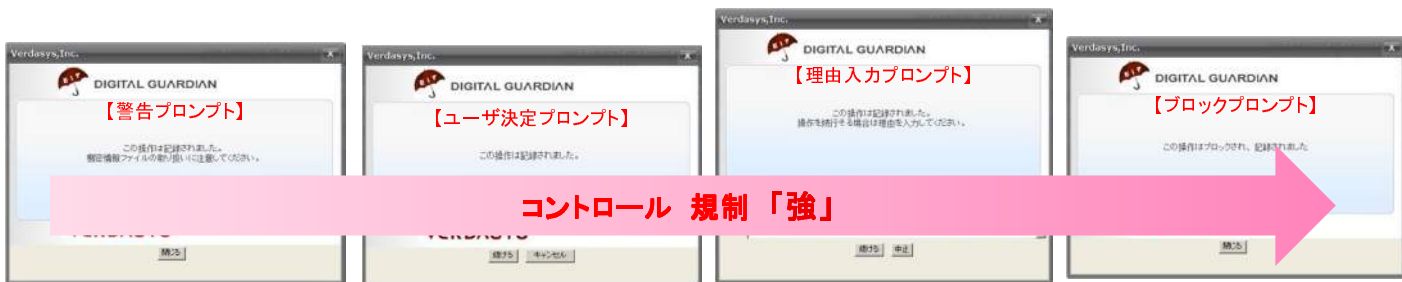 Verdasys,Inc.
DIGITAL GUARDIAN
【警告プロンプト】
この操作は記録されました。
機密情報ファイルの取り扱いに注意してください。
閉じる
Verdasys,Inc.
DIGITAL GUARDIAN
【ユーザ決定プロンプト】
この操作は記録されました。
続ける
キャンセル
Verdasys,Inc.
DIGITAL GUARDIAN
【理由入力プロンプト】
この操作は記録されました。
操作を続行する場合は理由を入力してください。
続ける
中止
Verdasys,Inc.
DIGITAL GUARDIAN
【ブロックプロンプト】
この操作はブロックされ、記録されました
閉じる
コントロール 規制 「強」